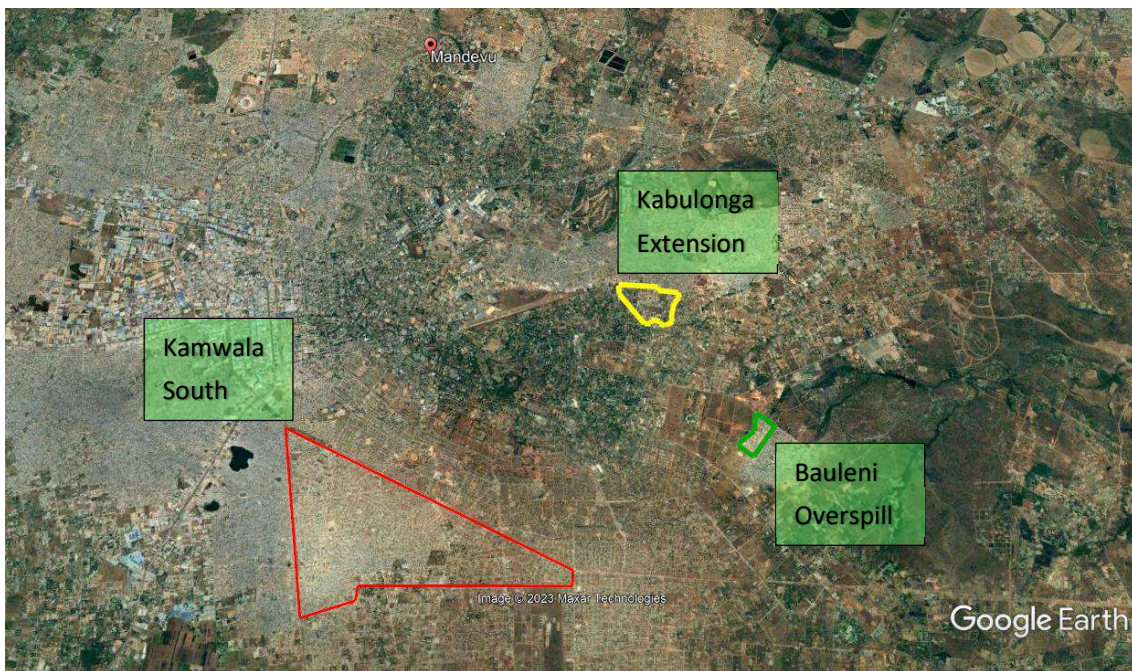 Mandevu
Kabulonga
Extension
Kamwala
South
Bauleni
Overspill
Image © 2023 Maxar Technologies
Google Earth